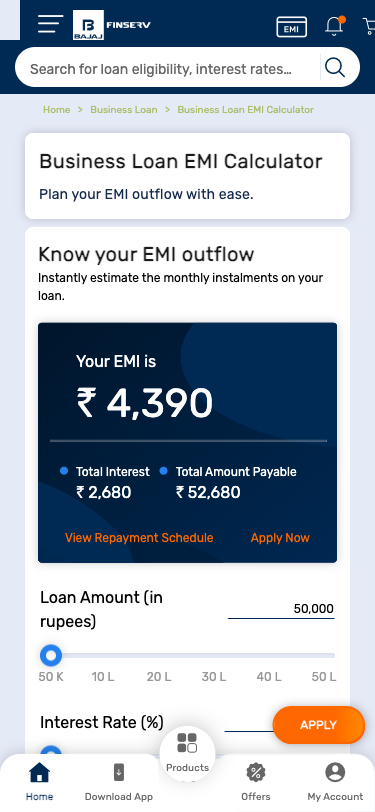 BAJAJ
FINSERV
EMI
Search for loan eligibility, interest rates...
Home > Business Loan > Business Loan EMI Calculator
Business Loan EMI Calculator
Plan your EMI outflow with ease.
Know your EMI outflow
Instantly estimate the monthly instalments on your
loan.
Your EMI is
₹ 4,390
Total Interest
₹ 2,680
Total Amount Payable
₹ 52,680
View Repayment Schedule
Apply Now
Loan Amount (in
rupees)
50,000
50 K 10 L 20 L 30 L 40 L 50 L
Interest Rate (%)
APPLY
Home
Download App
Products
Offers
My Account